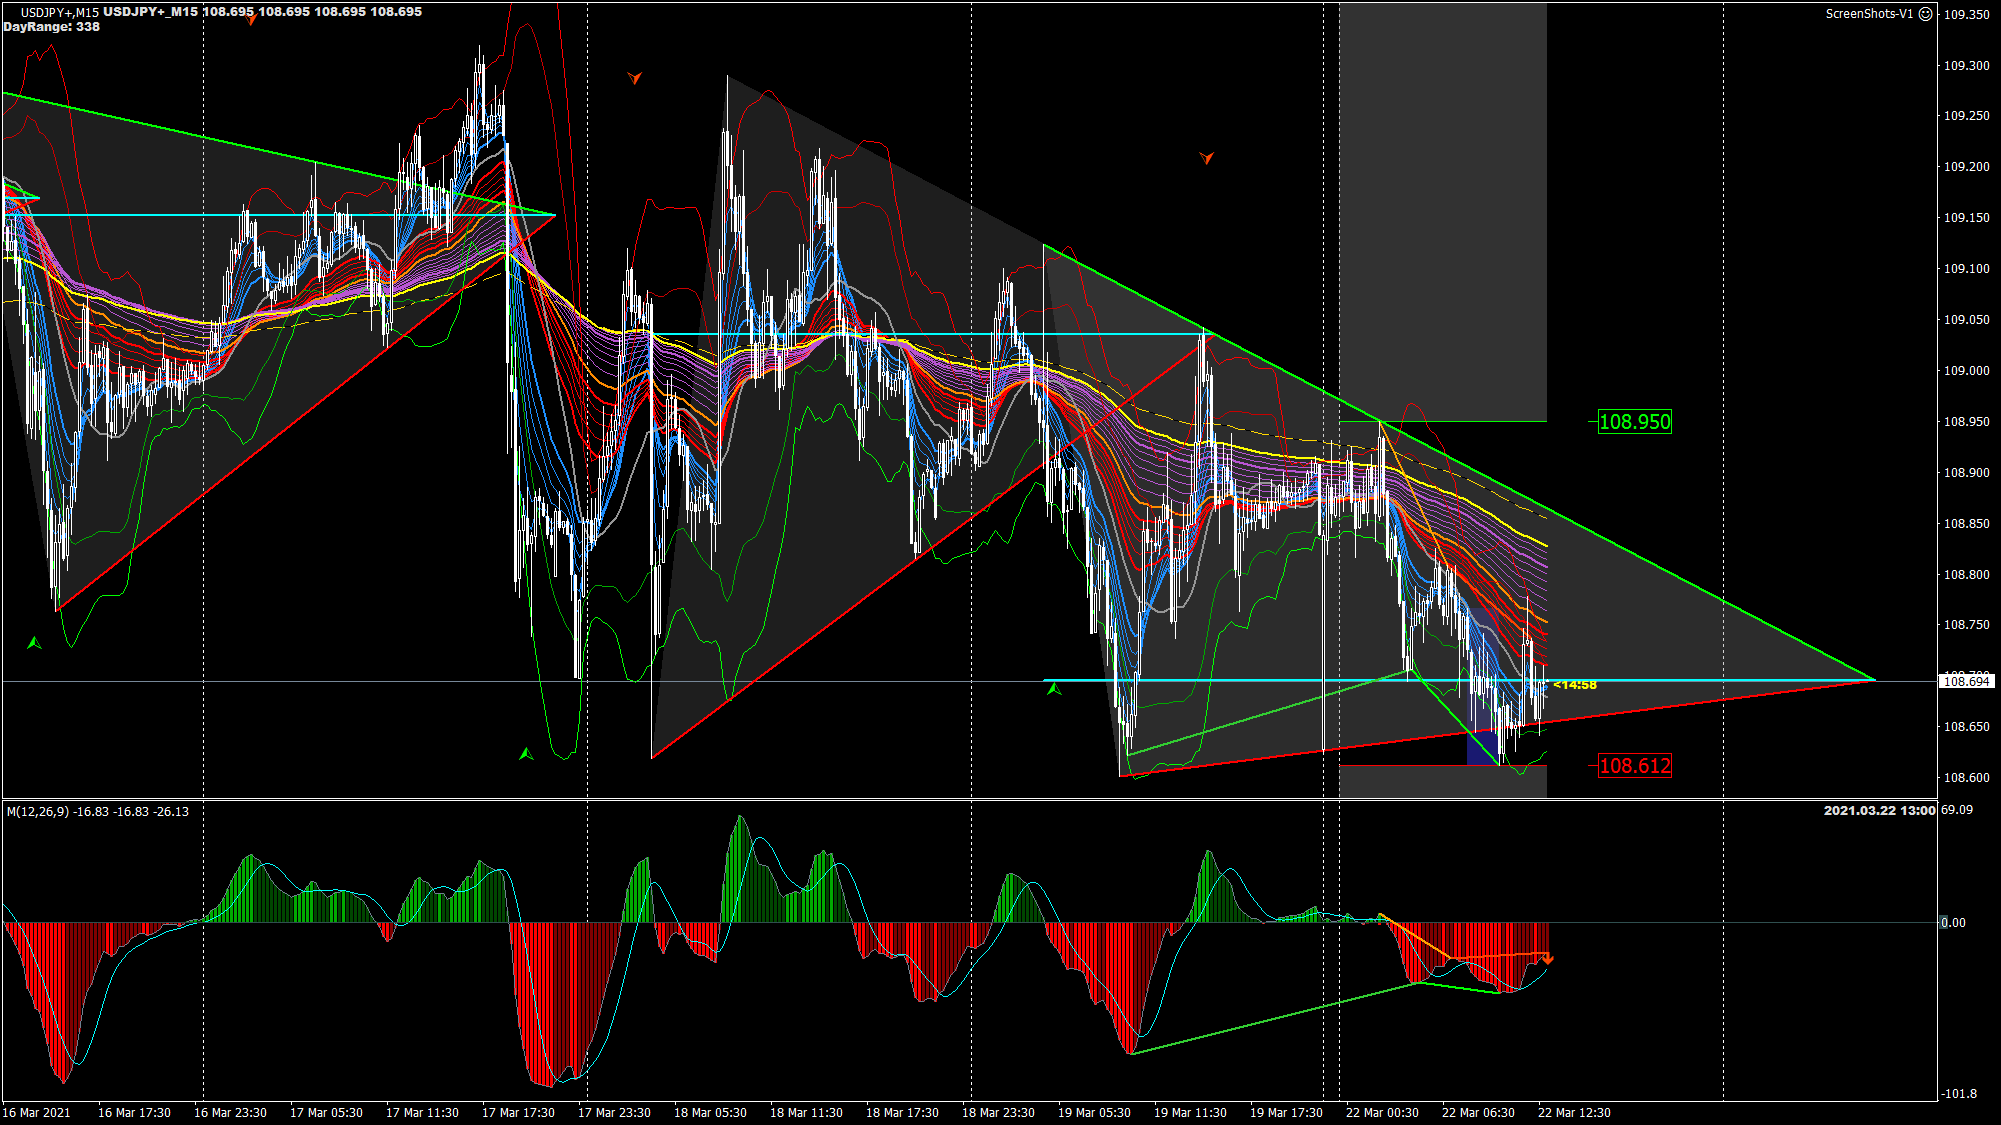 USDJPY+,M15 USDJPY+_M15 108.695 108.695 108.695 108.695
DayRange: 338
ScreenShots-V1
109.350
109.300
109.250
109.200
109.150
109.100
109.050
109.000
108.950
108.950
108.900
108.850
108.800
108.750
108.694
<14:58
108.650
108.612
108.600
M(12,26,9) -16.83 -16.83 -26.13
2021.03.22 13:00
69.09
0.00
-101.8
16 Mar 2021
16 Mar 17:30
16 Mar 23:30
17 Mar 05:30
17 Mar 11:30
17 Mar 17:30
17 Mar 23:30
18 Mar 05:30
18 Mar 11:30
18 Mar 17:30
18 Mar 23:30
19 Mar 05:30
19 Mar 11:30
19 Mar 17:30
22 Mar 00:30
22 Mar 06:30
22 Mar 12:30